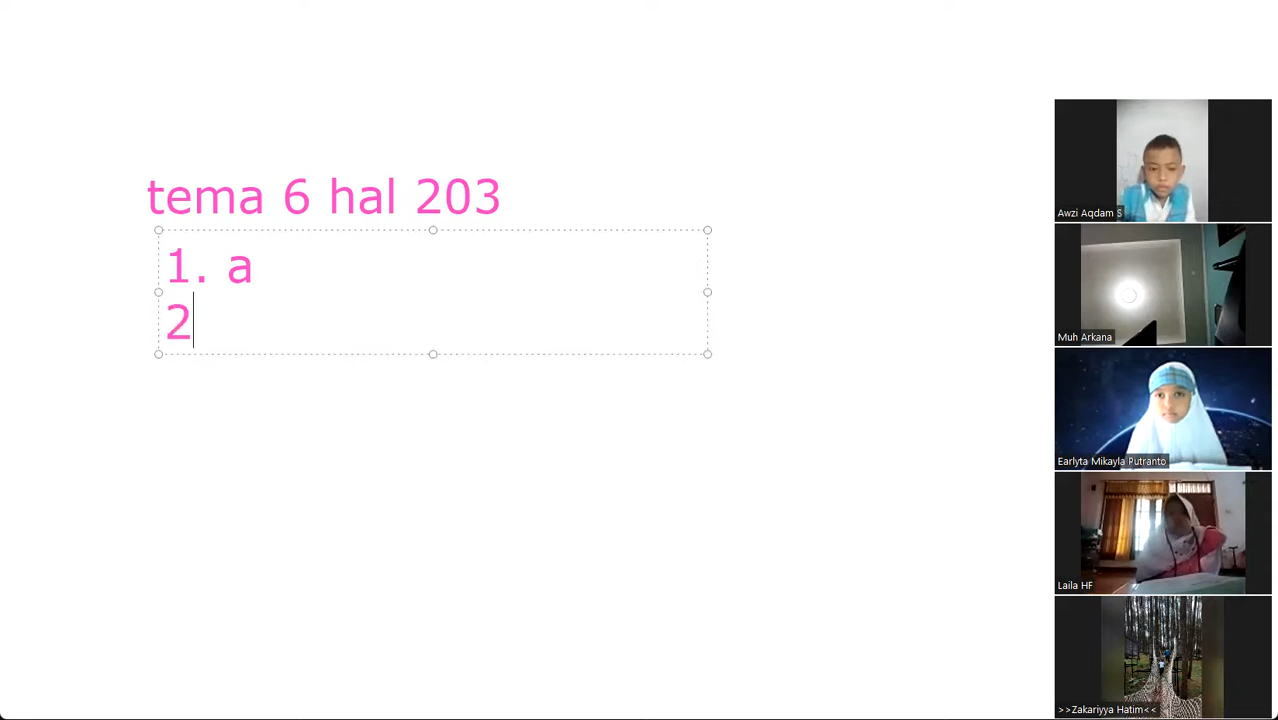 tema 6 hal 203
1. a
2
Awzi Aqdam S
Muh Arkana
Earlyta Mikayla Putranto
Laila HF
>>Zakariyya Hatim<<